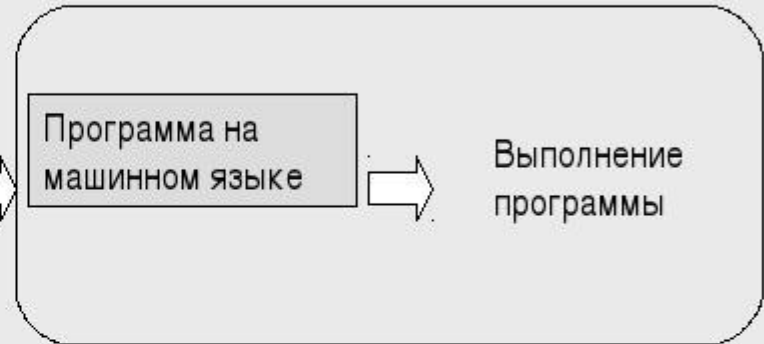 Программа на
машинном языке
Выполнение
программы